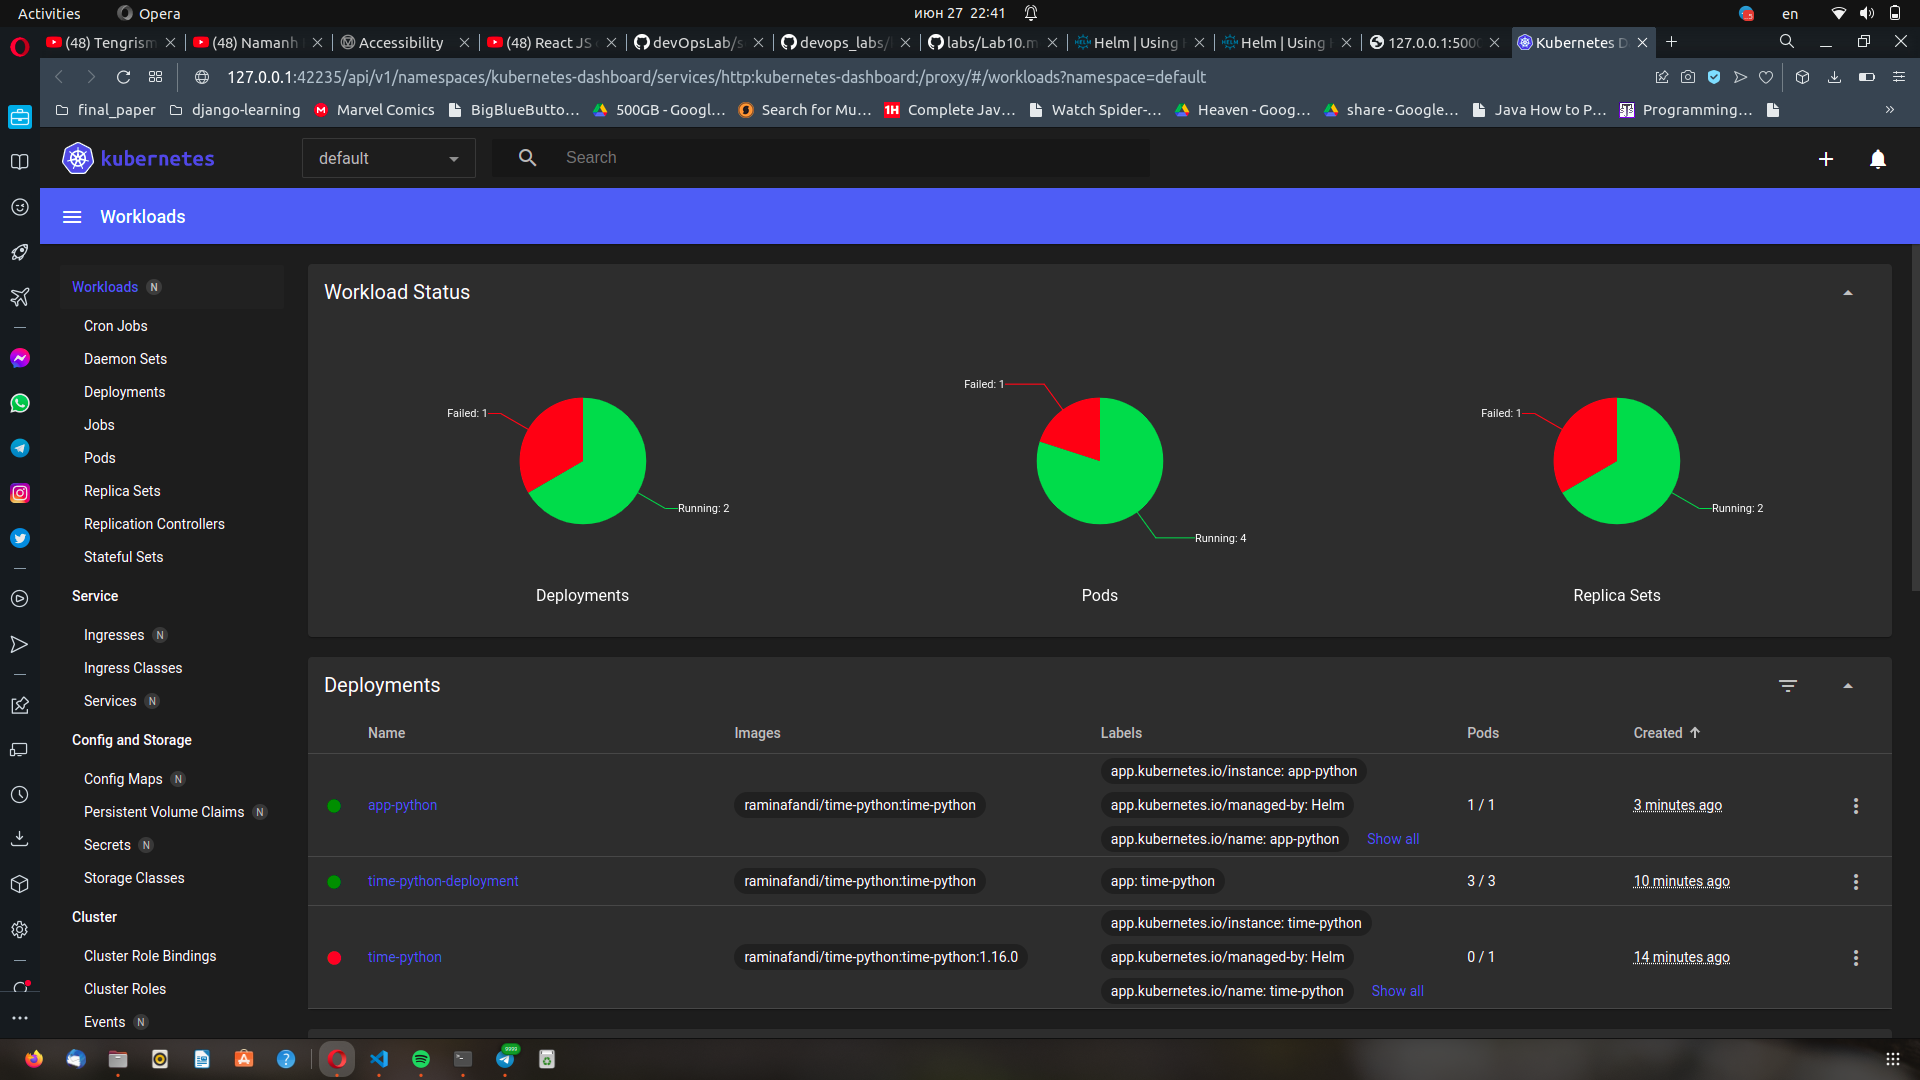 Activities
Opera
июн 27 22:41
en
(48) Tengrism
(48) Namanh
Accessibility
(48) React JS
devOpsLab/s
devops_labs/
labs/Lab10.m
Helm | Using
Helm | Using
127.0.0.1:5000
Kubernetes D
127.0.0.1:42235/api/v1/namespaces/kubernetes-dashboard/services/http:kubernetes-dashboard:/proxy/#/workloads?namespace=default
final_paper
django-learning
Marvel Comics
BigBlueButto...
500GB - Googl...
Search for Mu...
1H
Complete Jav...
Watch Spider-...
Heaven - Goog...
share - Google...
Java How to P...
Programming...
kubernetes
default
Search
Workloads
Workloads N
Cron Jobs
Daemon Sets
Deployments
Jobs
Pods
Replica Sets
Replication Controllers
Stateful Sets
Service
Ingresses N
Ingress Classes
Services N
Config and Storage
Config Maps N
Persistent Volume Claims N
Secrets N
Storage Classes
Cluster
Cluster Role Bindings
Cluster Roles
Events N
Workload Status
Failed: 1
Running: 2
Deployments
Failed: 1
Running: 4
Pods
Failed: 1
Running: 2
Replica Sets
Deployments
Name Images Labels Pods Created
app-python
raminafandi/time-python:time-python
app.kubernetes.io/instance: app-python
app.kubernetes.io/managed-by: Helm
app.kubernetes.io/name: app-python
Show all
1 / 1
3 minutes ago
time-python-deployment
raminafandi/time-python:time-python
app: time-python
3 / 3
10 minutes ago
time-python
raminafandi/time-python:time-python:1.16.0
app.kubernetes.io/instance: time-python
app.kubernetes.io/managed-by: Helm
app.kubernetes.io/name: time-python
Show all
0 / 1
14 minutes ago
9999